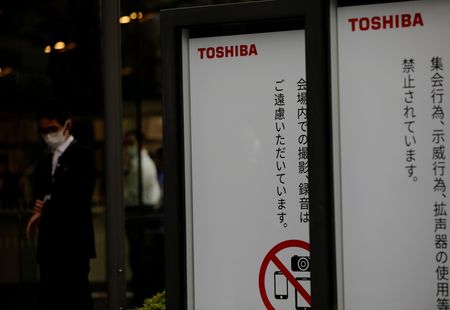 TOSHIBA
会場内での撮影、録音は
ご遠慮いただいています。
TOSHIBA
集会行為、示威行為、拡声器の使用等
禁止されています。